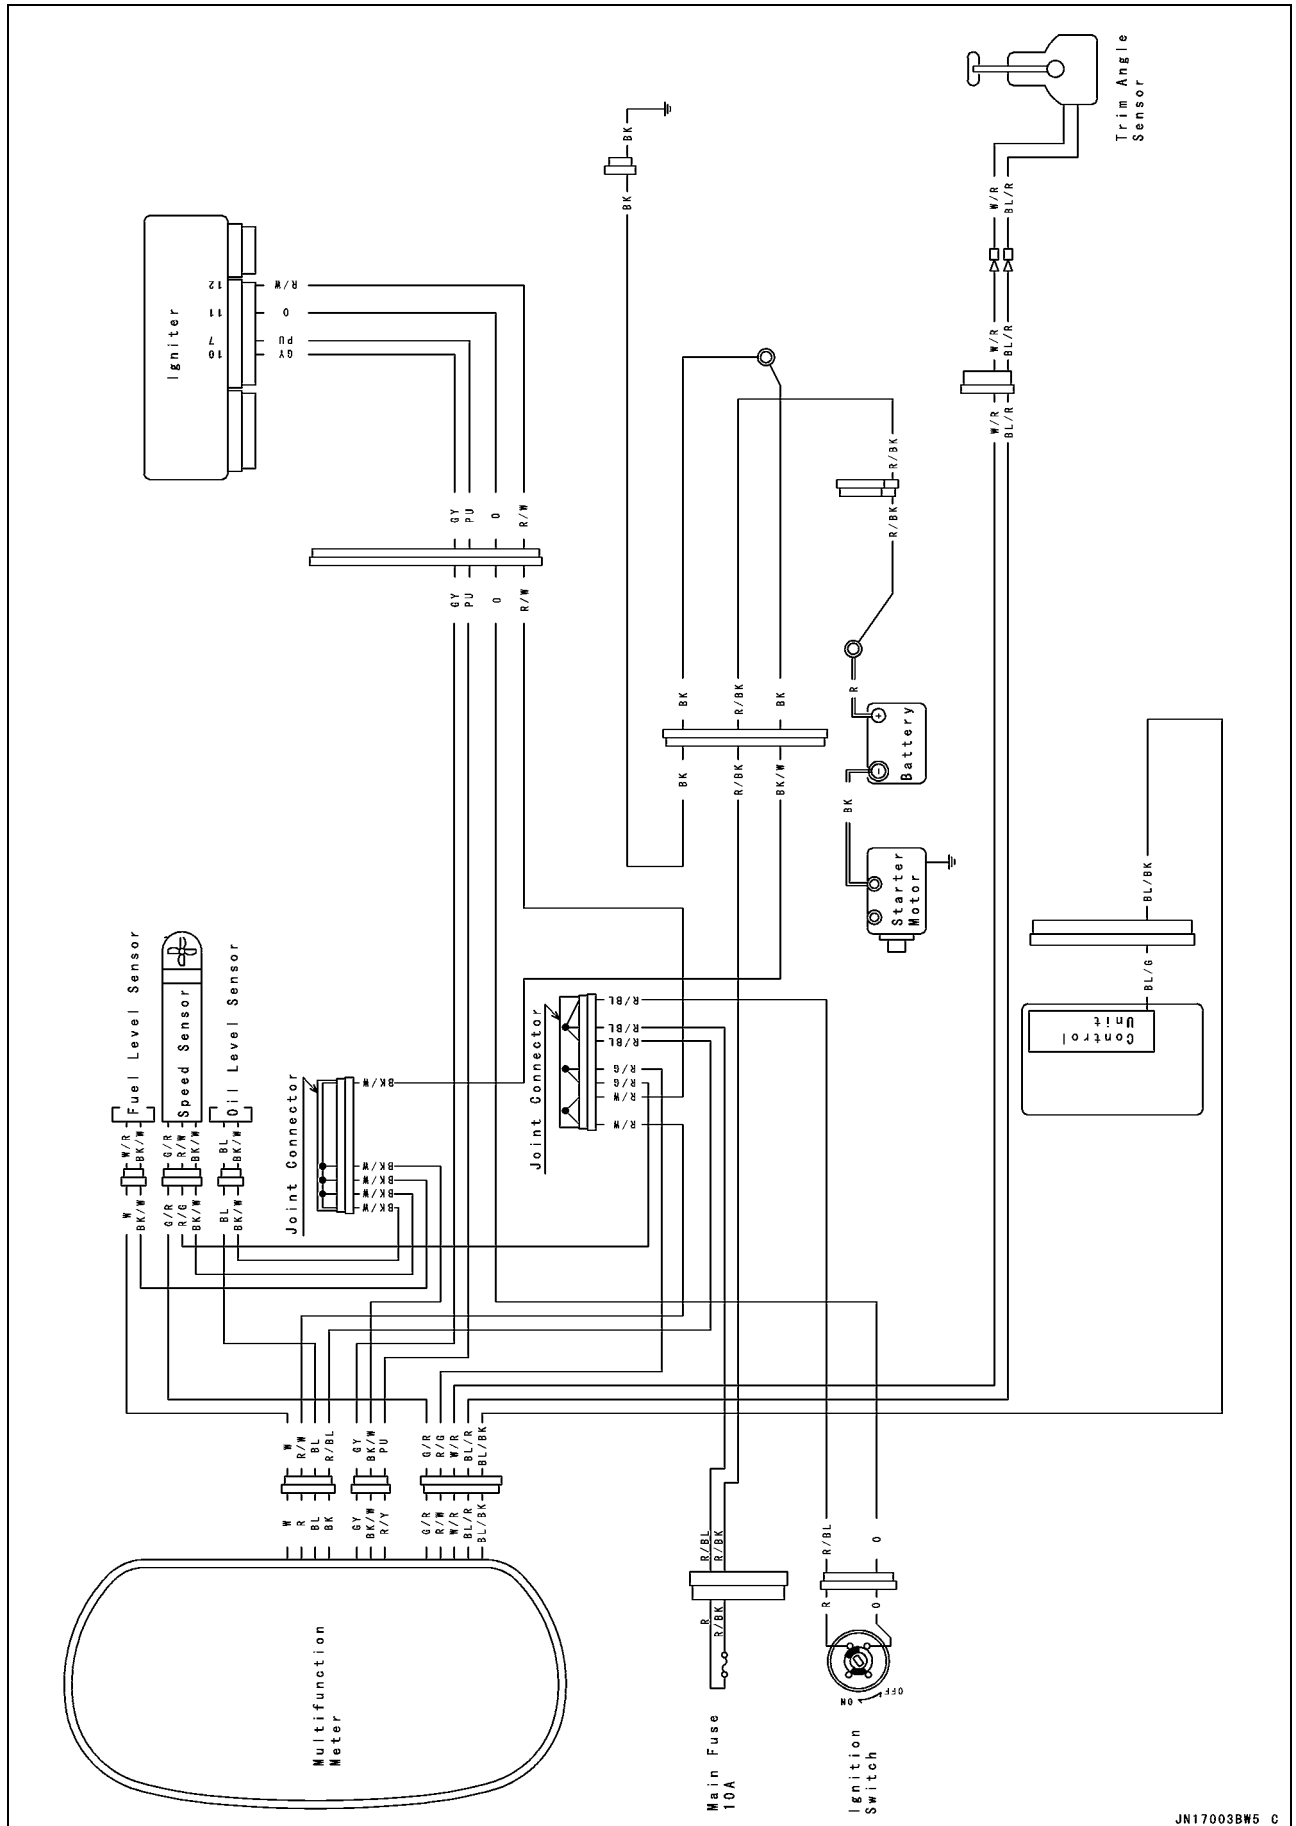 Trim Angle
Sensor
BK
BK
W/R
BL/R
Igniter
12
11
7
10
R/W
O
PU
GY
W/R
BL/R
W/R
BL/R
R/BK
R/BK
GY
PU
O
R/W
GY
PU
O
R/W
R
BK
R/BK
BK
BK
R/BK
BK/W
+
-
Battery
BK
Starter
Motor
BL/BK
BL/G
Control
Unit
Fuel Level Sensor
Speed Sensor
Oil Level Sensor
W/R
BK/W
G/R
R/W
BK/W
BL
BK/W
W
BK/W
G/R
R/G
BK/W
BL
BK/W
Joint Connector
BK/W
BK/W
BK/W
BK/W
BK/W
Joint Connector
R/BL
R/BL
R/BL
R/G
R/G
R/W
R/W
W
R/W
BL
R/BL
GY
BK/W
PU
G/R
R/G
W/R
BL/R
BL/BK
W
R
BL
BK
GY
BK/W
R/Y
G/R
R/W
W/R
BL/R
BL/BK
Multifunction
Meter
R/BL
R/BK
R
R/BK
Main Fuse
10A
R/BL
O
R
O
OFF
ON
Ignition
Switch
JN17003BW5 C